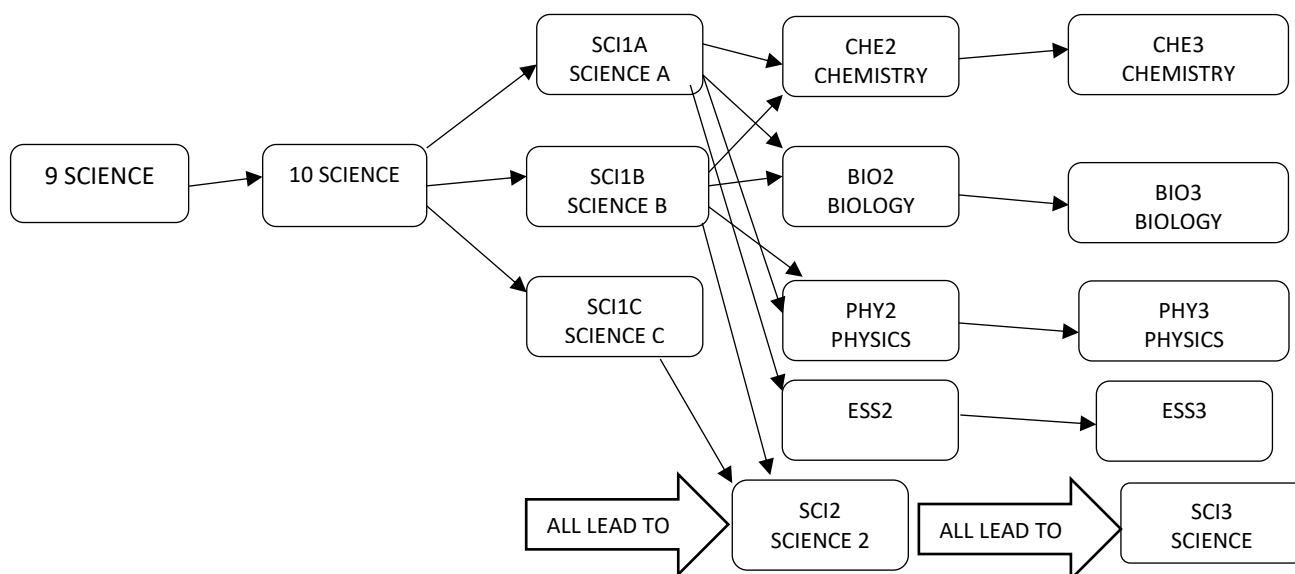 9 SCIENCE
10 SCIENCE
SCI1A
SCIENCE A
SCI1B
SCIENCE B
SCI1C
SCIENCE C
CHE2
CHEMISTRY
BIO2
BIOLOGY
PHY2
PHYSICS
ESS2
CHE3
CHEMISTRY
BIO3
BIOLOGY
PHY3
PHYSICS
ESS3
ALL LEAD TO
SCI2
SCIENCE 2
ALL LEAD TO
SCI3
SCIENCE